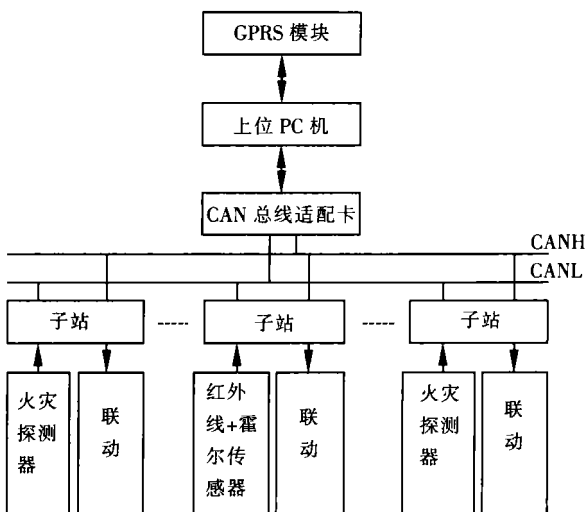 GPRS 模块
上位 PC 机
CAN 总线适配卡
CANH
CANL
子站
子站
子站
火灾
探测
器
联
动
红外
线+霍
尔传
感器
联
动
火灾
探测
器
联
动